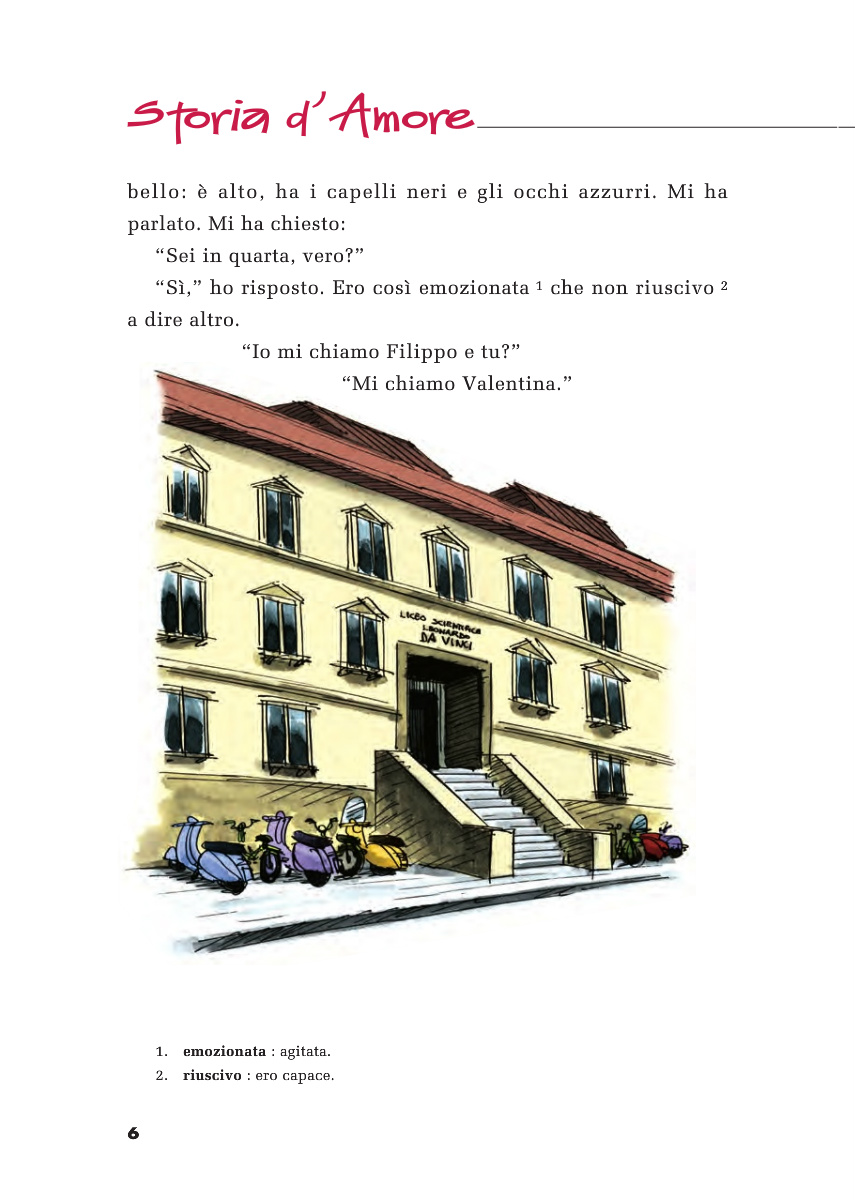 Storia d'Amore
bello: è alto, ha i capelli neri e gli occhi azzurri. Mi ha
parlato. Mi ha chiesto:
“Sei in quarta, vero?”
“Sì,” ho risposto. Ero così emozionata 1 che non riuscivo 2
a dire altro.
“Io mi chiamo Filippo e tu?”
“Mi chiamo Valentina.”
LICEO SCIENTIFICO
LEONARDO
DA VINCI
1. emozionata : agitata.
2. riuscivo : ero capace.
6